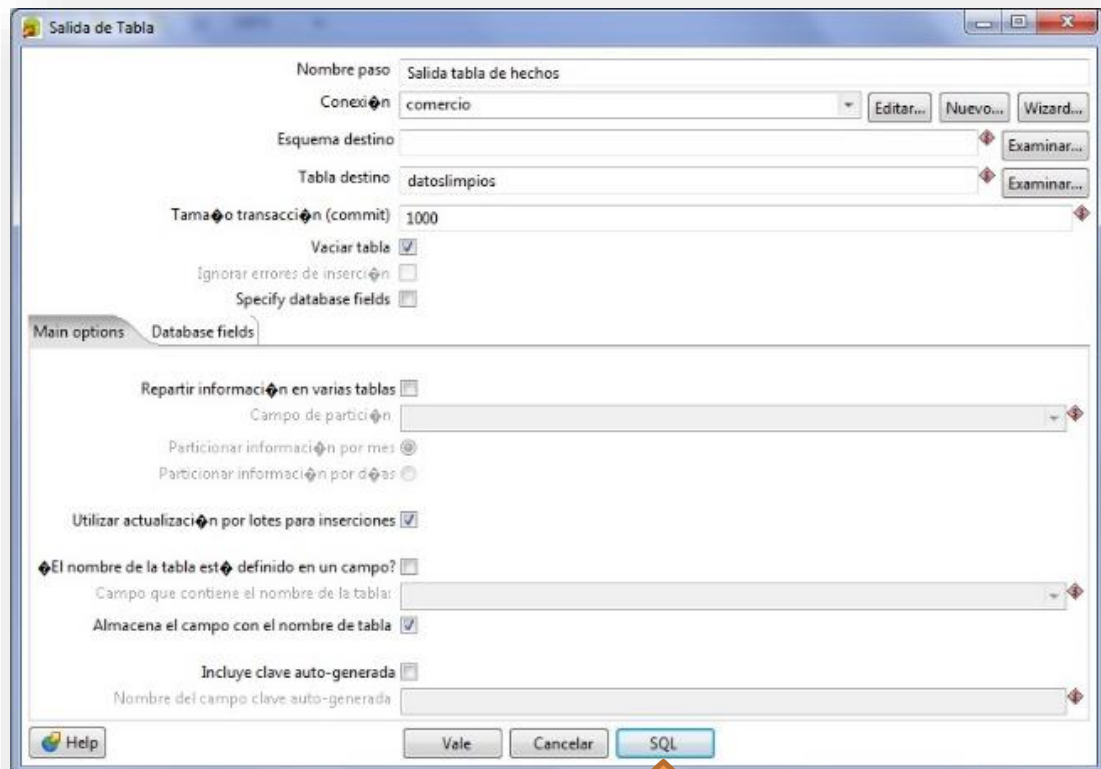 Salida de Tabla
Nombre paso Salida tabla de hechos
Conexi�n comercio Editar... Nuevo... Wizard...
Esquema destino Examinar...
Tabla destino datoslimpios Examinar...
Tama�o transacci�n (commit) 1000
Vaciar tabla
Ignorar errores de inserci�n
Specify database fields
Main options Database fields
Repartir informaci�n en varias tablas
Campo de partici�n
Particionar informaci�n por mes
Particionar informaci�n por d�as
Utilizar actualizaci�n por lotes para inserciones
�El nombre de la tabla est� definido en un campo?
Campo que contiene el nombre de la tabla:
Almacena el campo con el nombre de tabla
Incluye clave auto-generada
Nombre del campo clave auto-generada
Help Vale Cancelar SQL